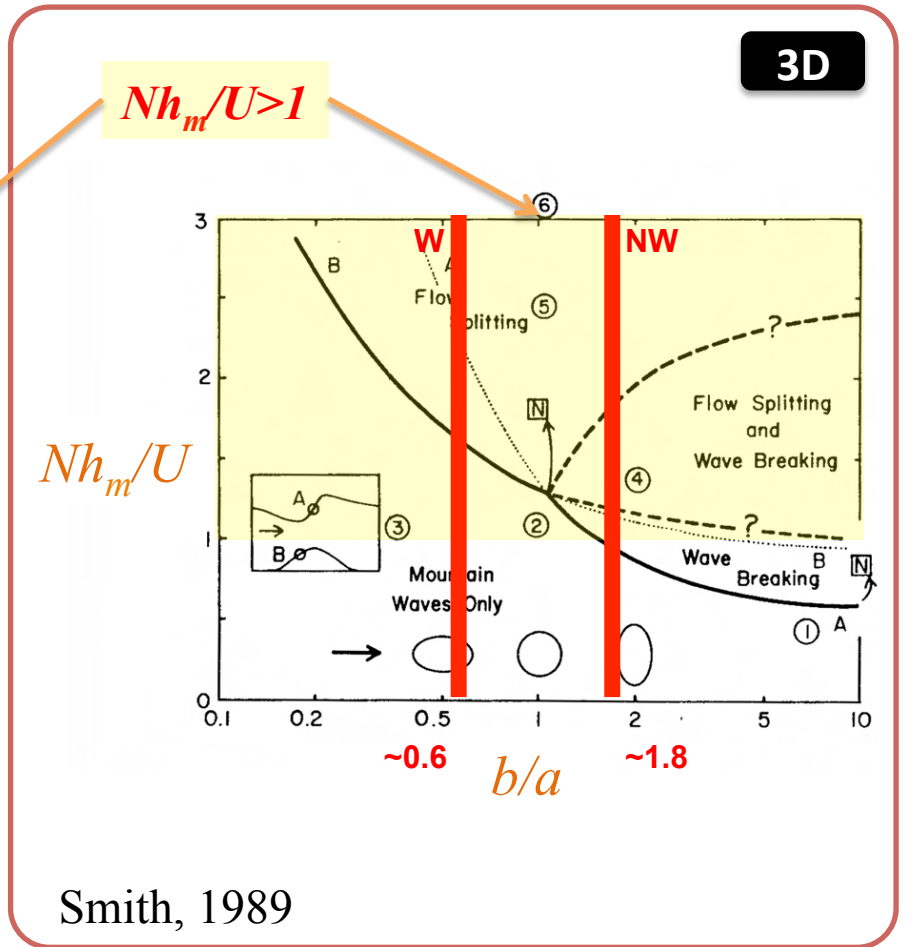 3D
Nhm/U>1
⑥
3
W
NW
B
A
Flow
Splitting
⑤
?
2
N
Flow Splitting
and
Wave Breaking
Nhm/U
④
A
③
②
?
1
B
Wave
Breaking
B
N
Mountain
Waves Only
①
A
0
0.1
0.2
0.5
1
2
5
10
~0.6
~1.8
b/a
Smith, 1989